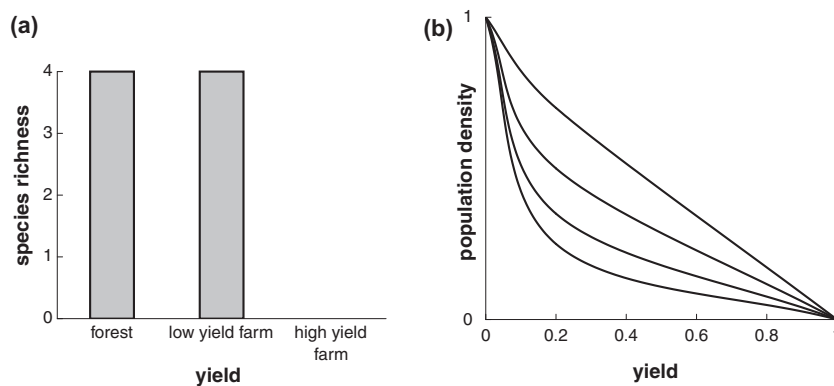 (a)
species richness
4
3
2
1
0
forest
low yield farm
high yield
farm
yield
(b)
population density
1
0
0
0.2
0.4
0.6
0.8
yield